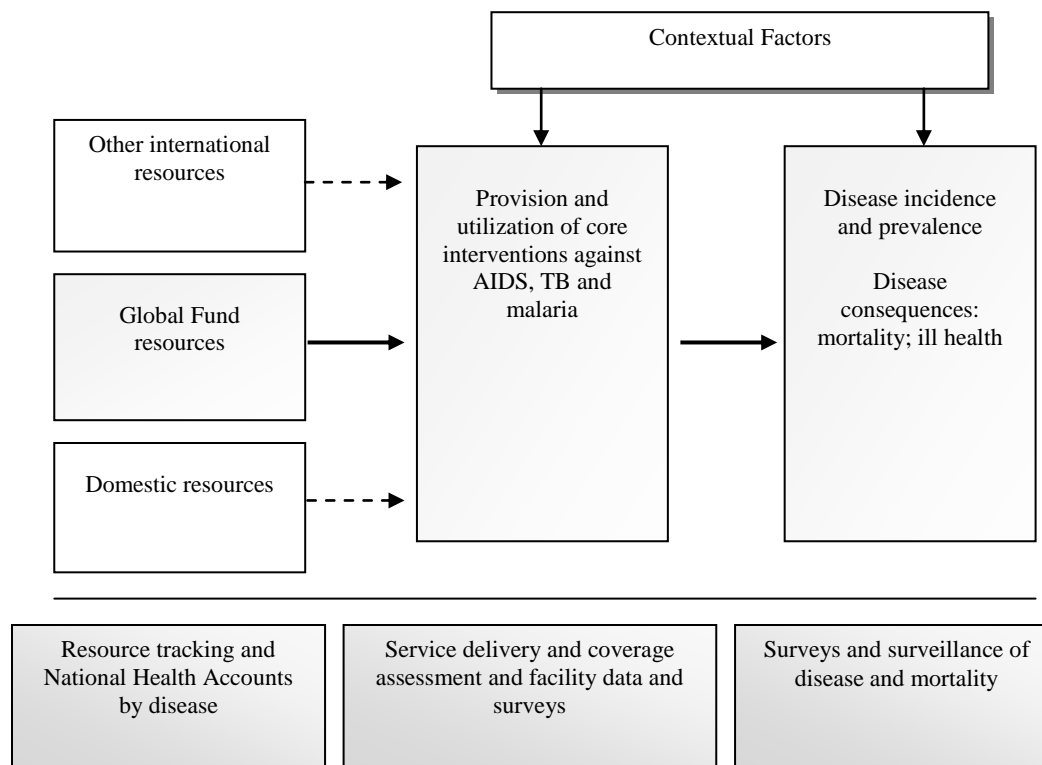 Contextual Factors
Other international
resources
Global Fund
resources
Domestic resources
Provision and
utilization of core
interventions against
AIDS, TB and
malaria
Disease incidence
and prevalence
Disease
consequences:
mortality; ill health
Resource tracking and
National Health Accounts
by disease
Service delivery and coverage
assessment and facility data and
surveys
Surveys and surveillance of
disease and mortality